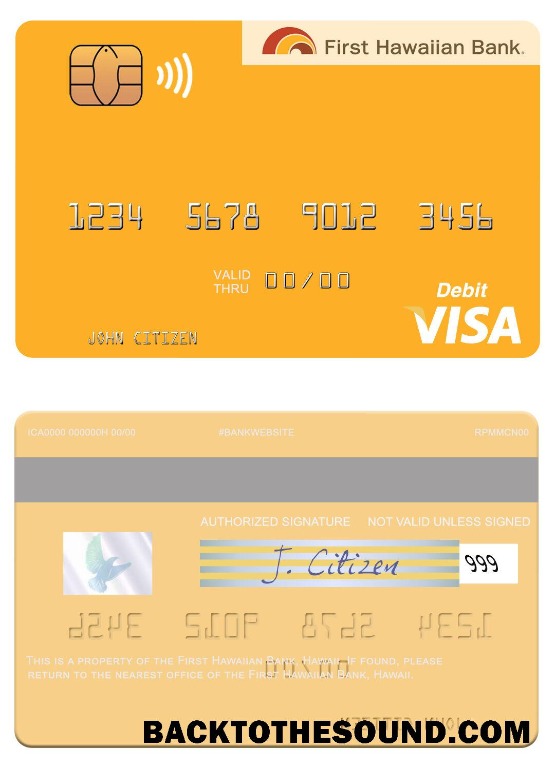 First Hawaiian Bank.
1234 5678 9012 3456
VALID
THRU 00/00
Debit
VISA
JOHN CITIZEN
ICA0000 000000H 00/00 #BANKWEBSITE RPMMCN00
AUTHORIZED SIGNATURE NOT VALID UNLESS SIGNED
J. Citizen 999
THIS IS A PROPERTY OF THE FIRST HAWAIIAN BANK, HAWAII. IF FOUND, PLEASE
RETURN TO THE NEAREST OFFICE OF THE FIRST HAWAIIAN BANK, HAWAII.
BACKTOTHESOUND.COM